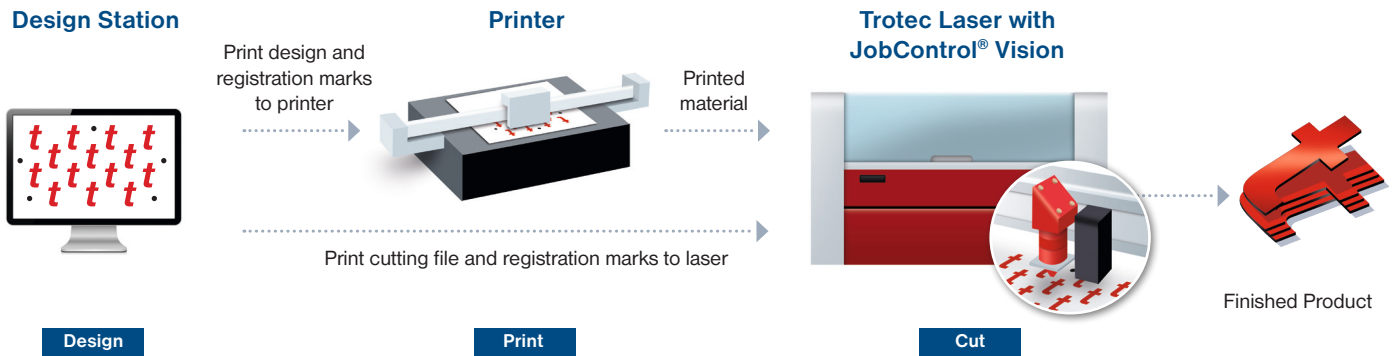 Design Station
Print design and
registration marks
to printer
Printer
Printed
material
Trotec Laser with
JobControl® Vision
Print cutting file and registration marks to laser
Finished Product
Design
Print
Cut
t t t t
t t t
t t t t
t t t